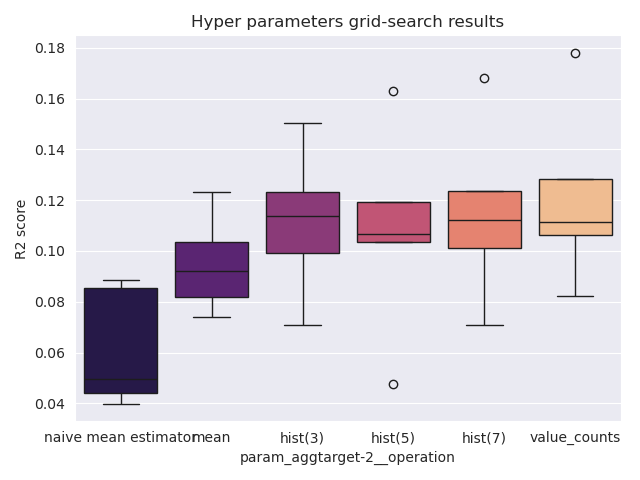 Hyper parameters grid-search results
R2 score
0.18
0.16
0.14
0.12
0.10
0.08
0.06
0.04
naive mean estimator
mean
hist(3)
hist(5)
hist(7)
value_counts
param_aggtarget-2__operation